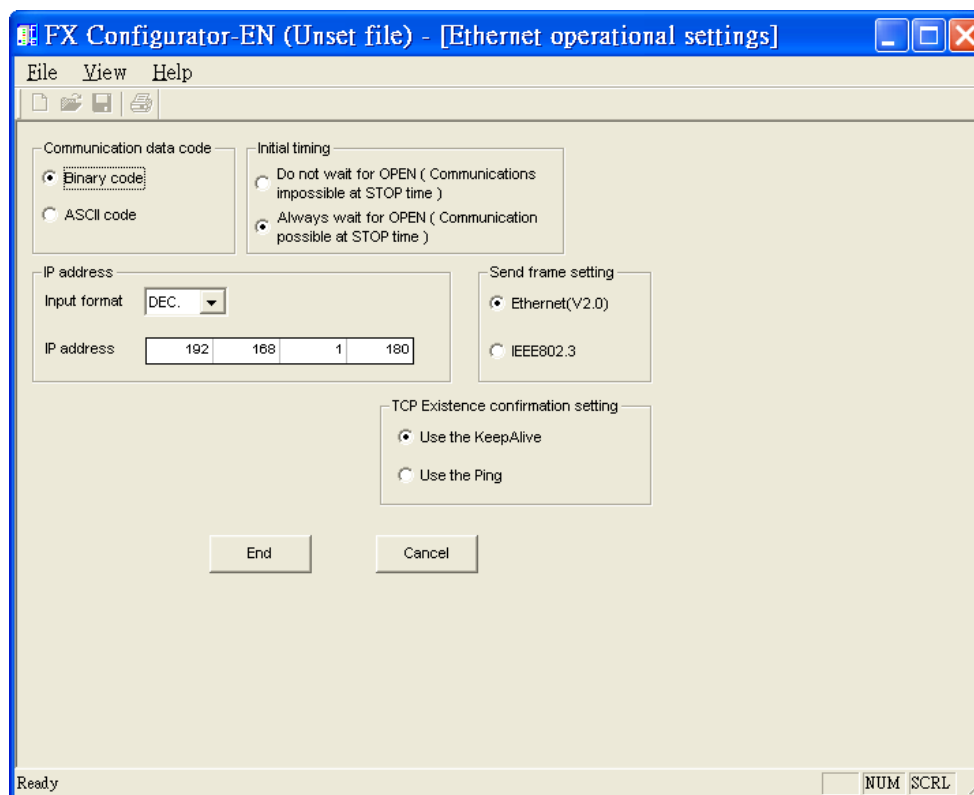 FX Configurator-EN (Unset file) - [Ethernet operational settings]
File View Help
Communication data code
Binary code
ASCII code
Initial timing
Do not wait for OPEN ( Communications
impossible at STOP time )
Always wait for OPEN ( Communication
possible at STOP time )
IP address
Input format DEC.
IP address 192 168 1 180
Send frame setting
Ethernet(V2.0)
IEEE802.3
TCP Existence confirmation setting
Use the KeepAlive
Use the Ping
End Cancel
Ready NUM SCRL